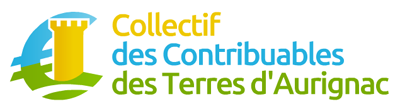 Collectif
des Contribuables
des Terres d'Aurignac